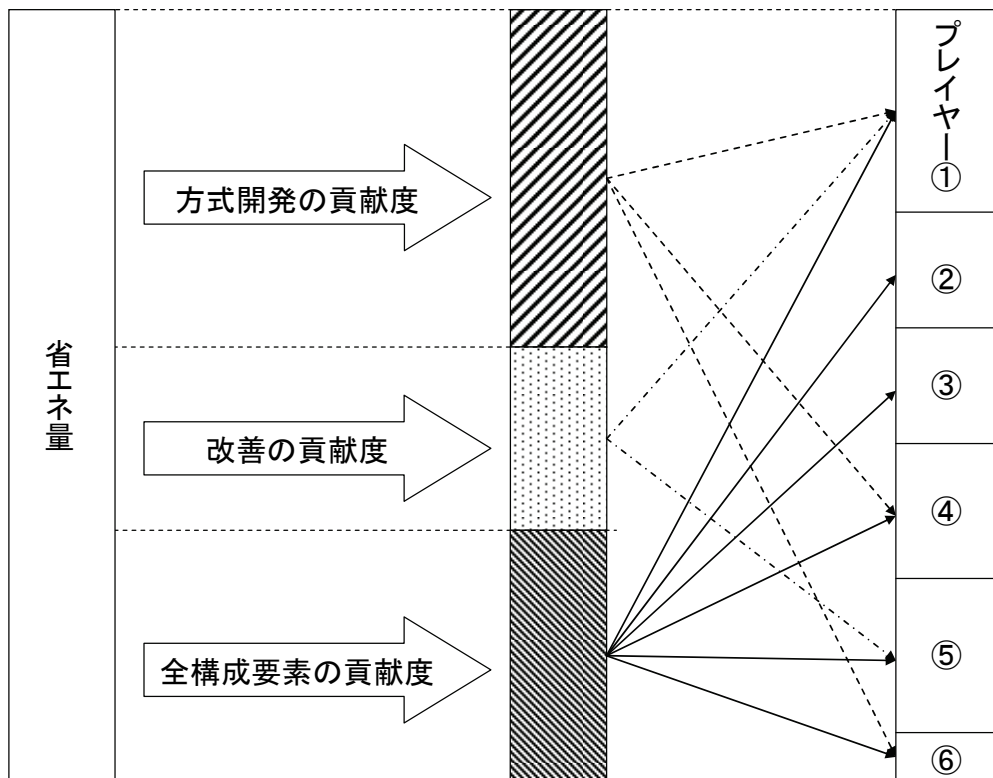 省エネ量
方式開発の貢献度
改善の貢献度
全構成要素の貢献度
プレイヤー①
②
③
④
⑤
⑥